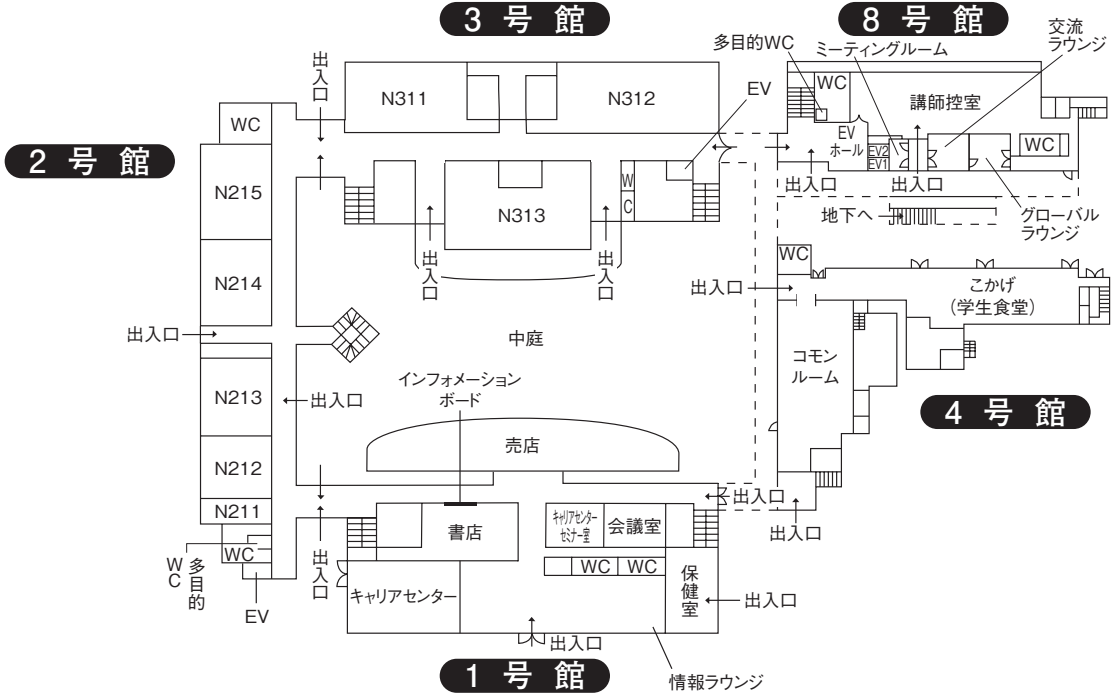 3 号 館
8 号 館
交流
ラウンジ
多目的WC
ミーティングルーム
出入口
N311
N312
EV
WC
講師控室
EV
ホール
EV2
EV1
WC
出入口
出入口
WC
2 号 館
N215
N313
WC
出入口
出入口
地下へ
グローバル
ラウンジ
N214
WC
出入口
こかげ
(学生食堂)
出入口
中庭
コモン
ルーム
インフォメーション
ボード
N213
出入口
4 号 館
売店
N212
N211
出入口
出入口
書店
キャリアセンター
セミナー室
会議室
WC
多目的
WC
EV
出入口
キャリアセンター
WC
WC
保健室
出入口
出入口
1 号 館
情報ラウンジ